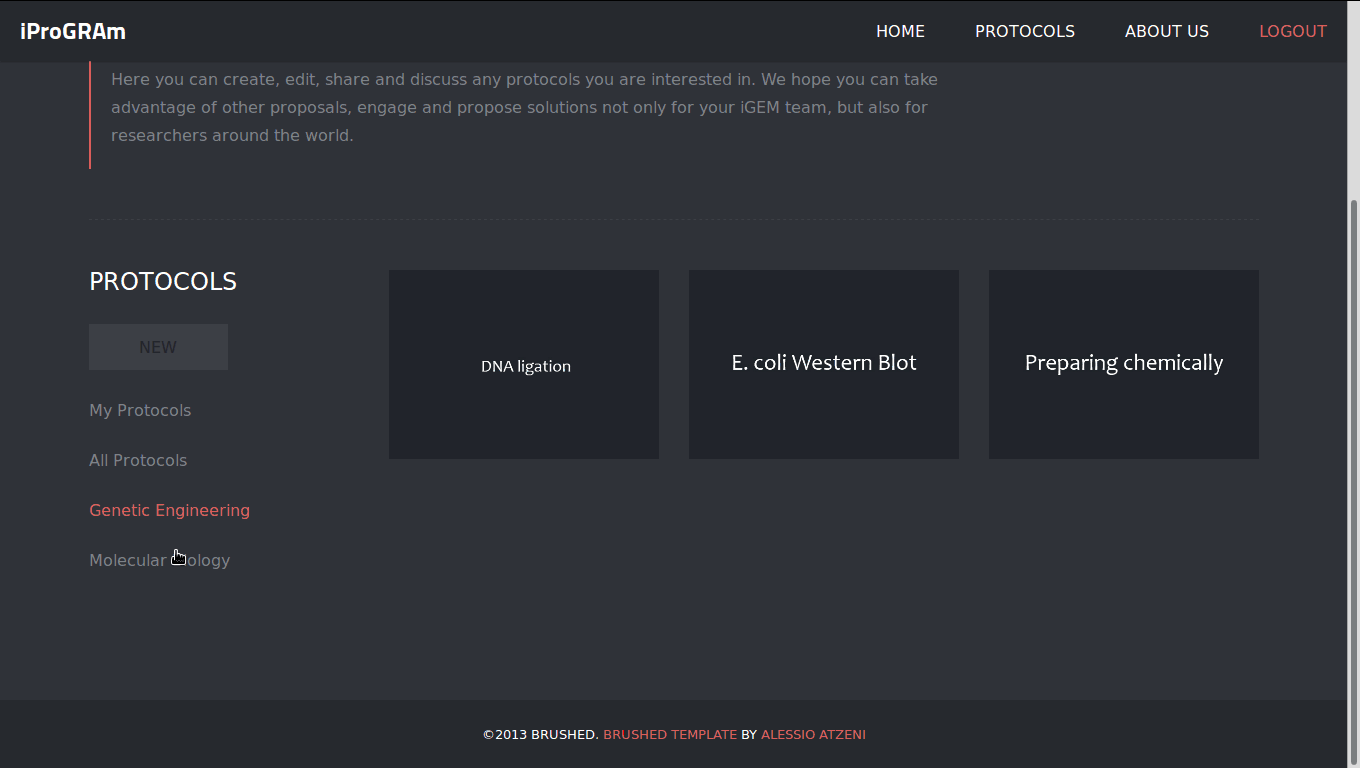 iProGRAm
HOME
PROTOCOLS
ABOUT US
LOGOUT
Here you can create, edit, share and discuss any protocols you are interested in. We hope you can take
advantage of other proposals, engage and propose solutions not only for your iGEM team, but also for
researchers around the world.
PROTOCOLS
NEW
My Protocols
All Protocols
Genetic Engineering
Molecular
DNA ligation
E. coli Western Blot
Preparing chemically
©2013 BRUSHED. BRUSHED TEMPLATE BY ALESSIO ATZENI